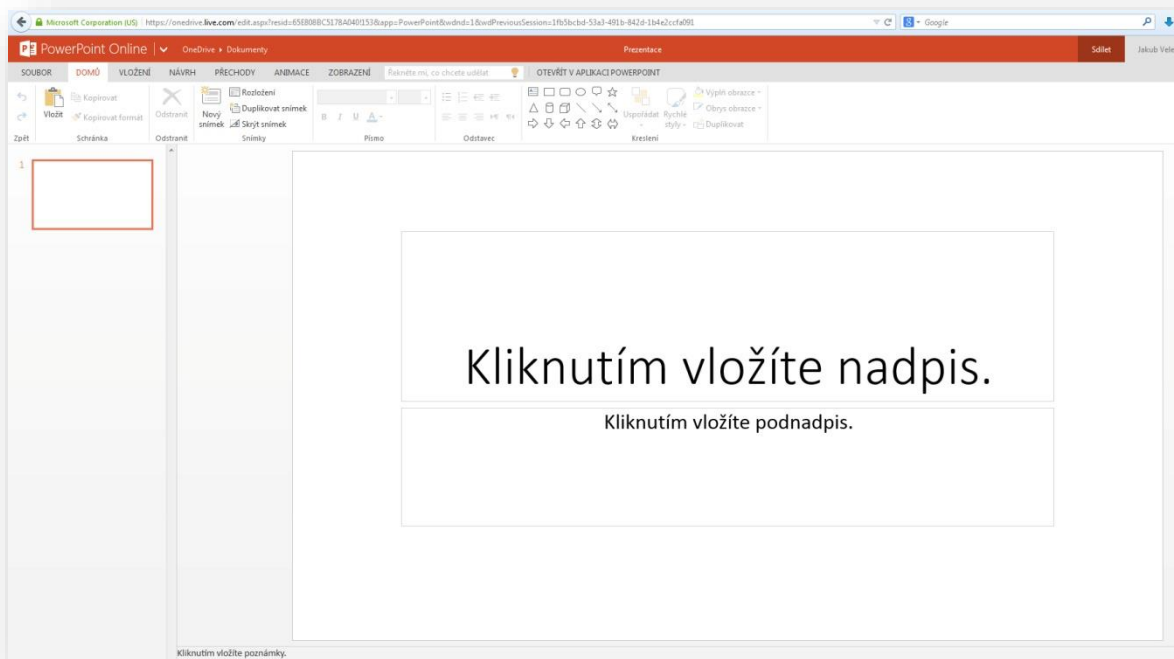 Microsoft Corporation (US) https://onedrive.live.com/edit.aspx?resid=65E808BC5178A040!153&app=PowerPoint&wdnd=1&wdPreviousSession=1fb5bcbd-53a3-491b-842d-1b4e2ccfa091 Google
PowerPoint Online OneDrive Dokumenty Prezentace Sdílet Jakub Vele
SOUBOR DOMŮ VLOŽENÍ NÁVRH PŘECHODY ANIMACE ZOBRAZENÍ Řekněte mi, co chcete udělat OTEVŘÍT V APLIKACI POWERPOINT
Vložit Kopírovat Kopírovat formát Odstranit Nový snímek Rozložení Duplikovat snímek Skrýt snímek B I U A Uspořádat Rychlé styly Výplň obrazce Obrys obrazce Duplikovat
Zpět Schránka Odstranit Snímky Písmo Odstavec Kreslení
1
Kliknutím vložíte nadpis.
Kliknutím vložíte podnadpis.
Kliknutím vložíte poznámky.